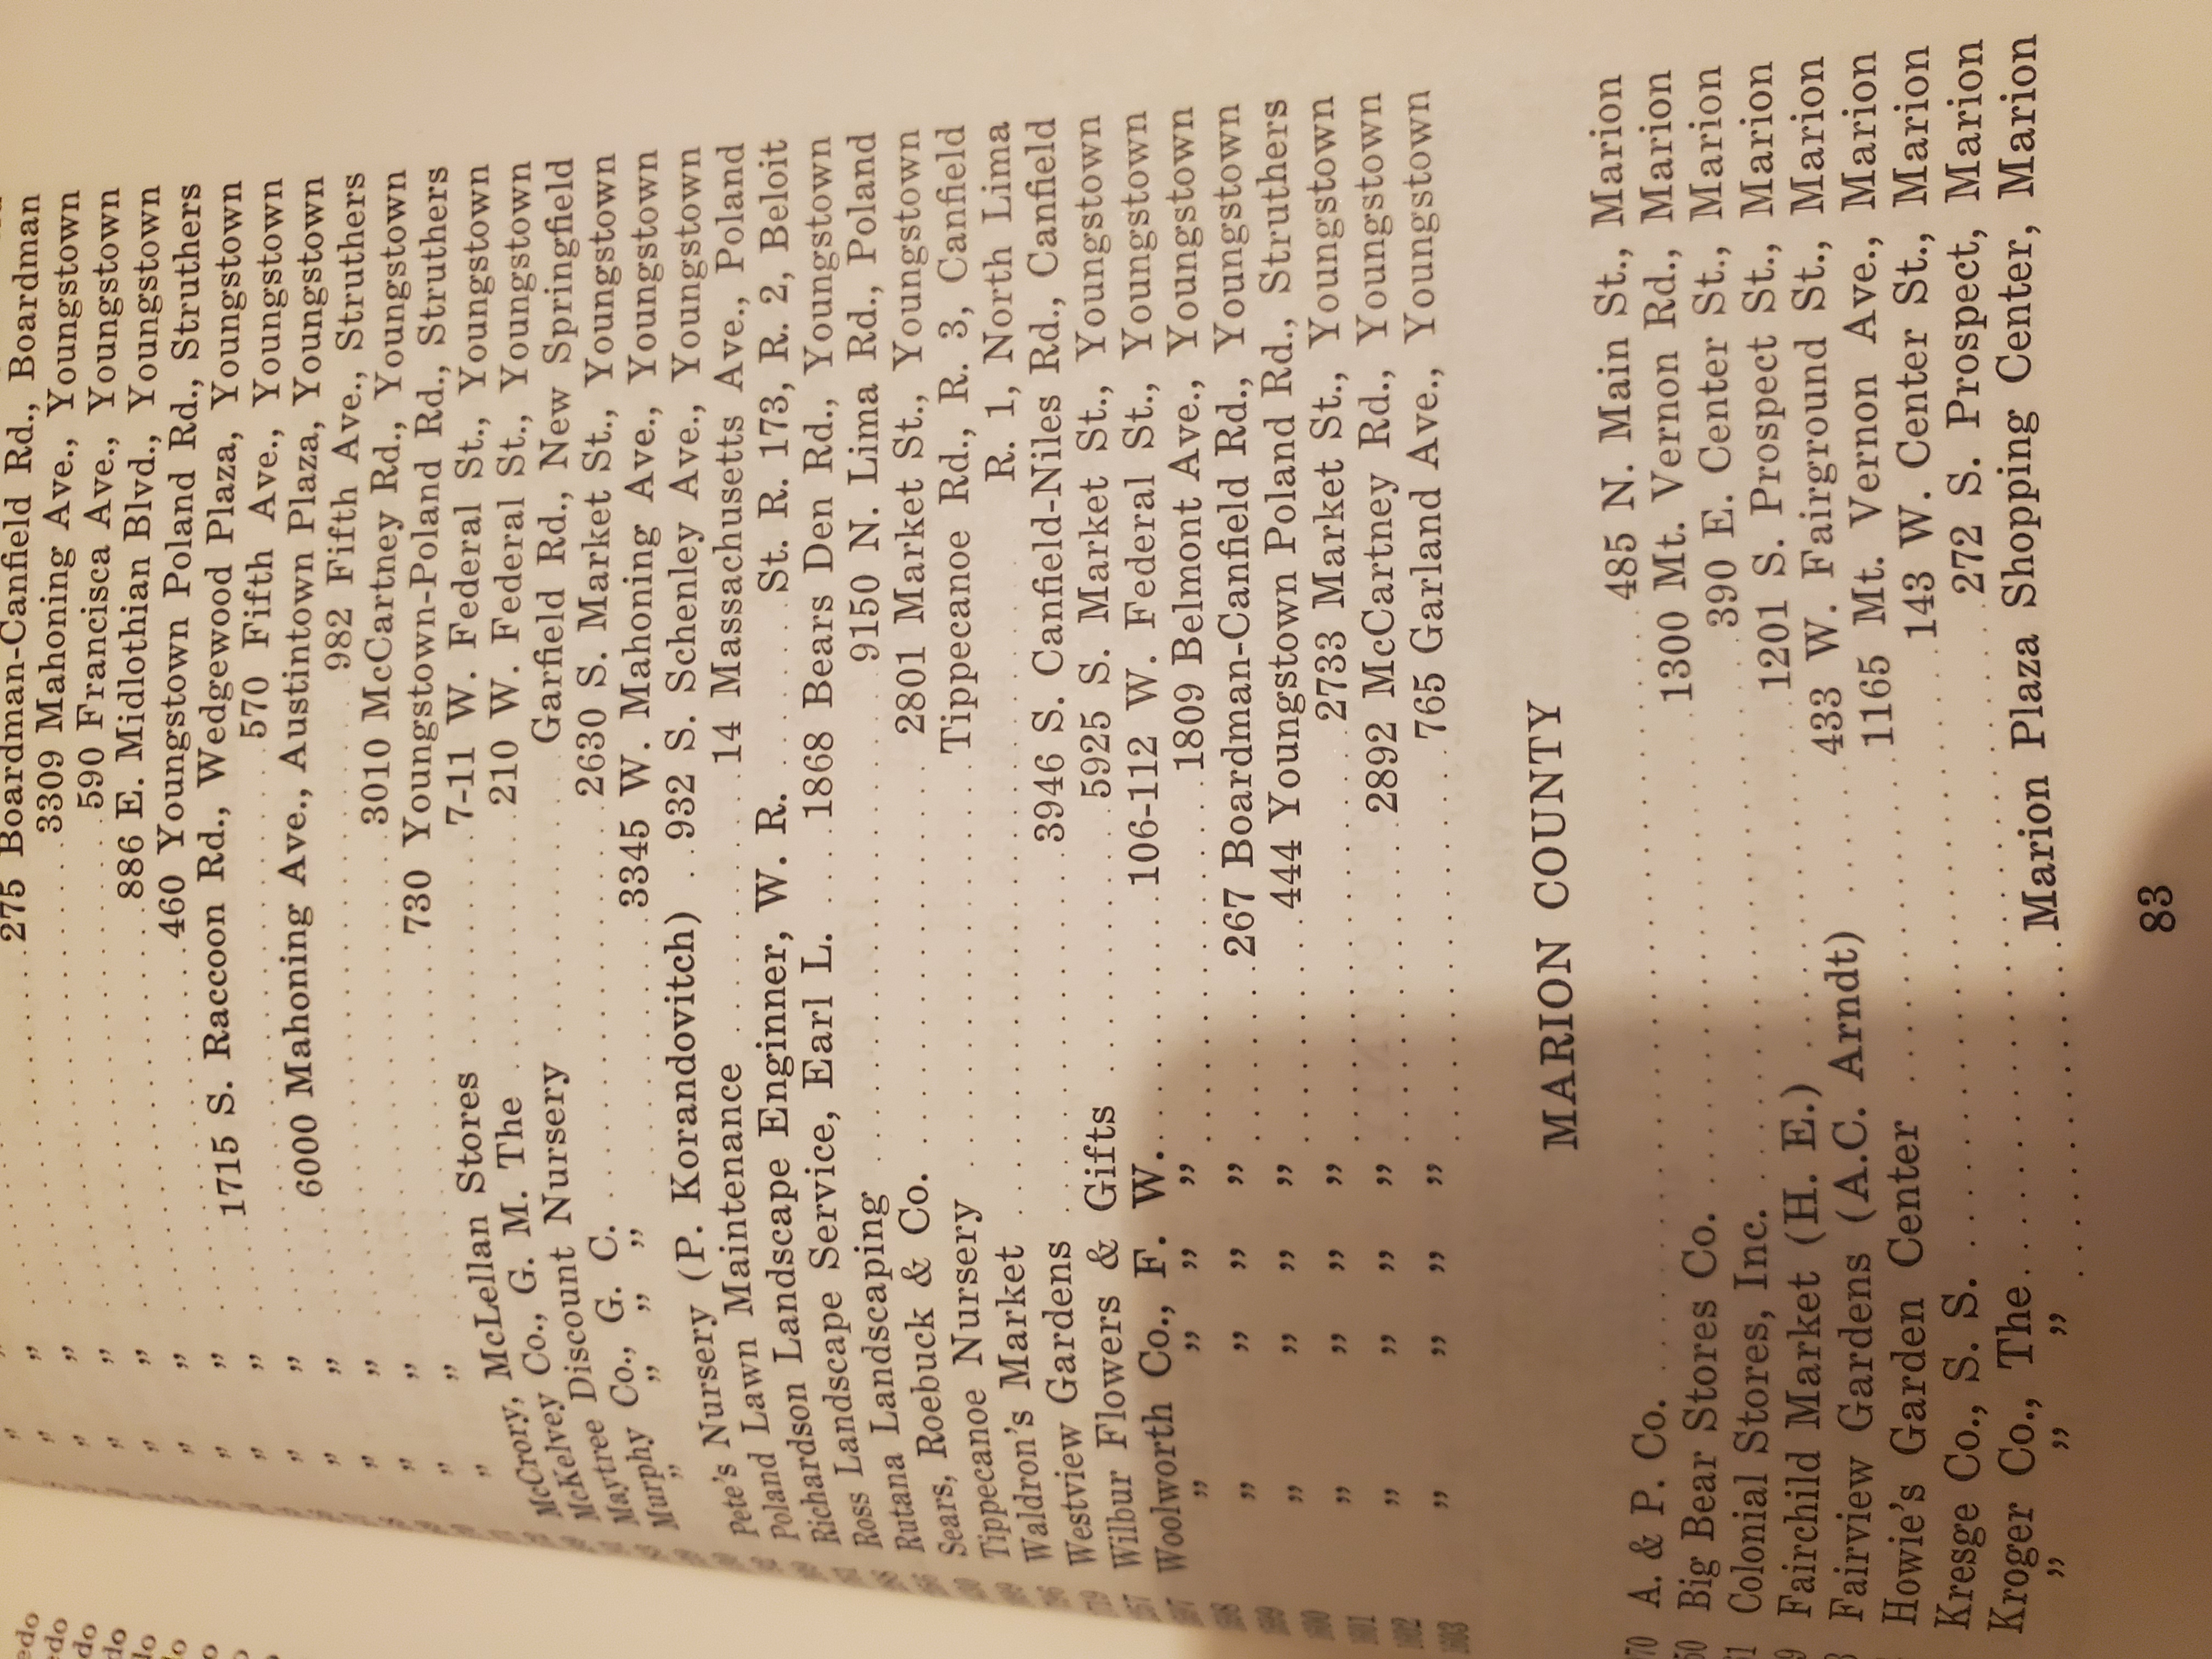 ” ” 275 Boardman-Canfield Rd., Boardman
” ” 3309 Mahoning Ave., Youngstown
” ” 590 Francisca Ave., Youngstown
” ” 886 E. Midlothian Blvd., Youngstown
” ” 460 Youngstown Poland Rd., Struthers
” ” 1715 S. Raccoon Rd., Wedgewood Plaza, Youngstown
” ” 570 Fifth Ave., Youngstown
” ” 6000 Mahoning Ave., Austintown Plaza, Youngstown
” ” 982 Fifth Ave., Struthers
” ” 3010 McCartney Rd., Youngstown
” ” 730 Youngstown-Poland Rd., Struthers
McCrory, McLellan Stores 7-11 W. Federal St., Youngstown
McKelvey Co., G. M. The 210 W. Federal St., Youngstown
Maytree Discount Nursery Garfield Rd., New Springfield
Murphy Co., G. C. 2630 S. Market St., Youngstown
” ” ” ” 3345 W. Mahoning Ave., Youngstown
Pete's Nursery (P. Korandovitch) 932 S. Schenley Ave., Youngstown
Poland Lawn Maintenance 14 Massachusetts Ave., Poland
Richardson Landscape Enginner, W. R. St. R. 173, R. 2, Beloit
Ross Landscape Service, Earl L. 1868 Bears Den Rd., Youngstown
Rutana Landscaping 9150 N. Lima Rd., Poland
Sears, Roebuck & Co. 2801 Market St., Youngstown
Tippecanoe Nursery Tippecanoe Rd., R. 3, Canfield
Waldron's Market R. 1, North Lima
Westview Gardens 3946 S. Canfield-Niles Rd., Canfield
Wilbur Flowers & Gifts 5925 S. Market St., Youngstown
Woolworth Co., F. W. 106-112 W. Federal St., Youngstown
” ” ” ” 1809 Belmont Ave., Youngstown
” ” ” ” 267 Boardman-Canfield Rd., Youngstown
” ” ” ” 444 Youngstown Poland Rd., Struthers
” ” ” ” 2733 Market St., Youngstown
” ” ” ” 2892 McCartney Rd., Youngstown
” ” ” ” 765 Garland Ave., Youngstown
MARION COUNTY
A. & P. Co. 485 N. Main St., Marion
Big Bear Stores Co. 1300 Mt. Vernon Rd., Marion
Colonial Stores, Inc. 390 E. Center St., Marion
Fairchild Market (H. E.) 1201 S. Prospect St., Marion
Fairview Gardens (A.C. Arndt) 433 W. Fairground St., Marion
Howie's Garden Center 1165 Mt. Vernon Ave., Marion
Kresge Co., S. S. 143 W. Center St., Marion
Kroger Co., The 272 S. Prospect, Marion
” ” ” Marion Plaza Shopping Center, Marion
83